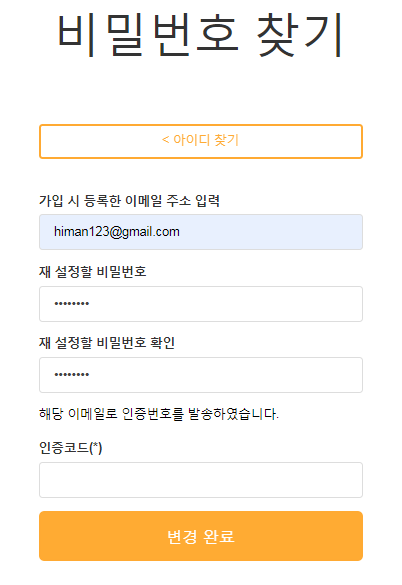 비밀번호 찾기
< 아이디 찾기
가입 시 등록한 이메일 주소 입력
himan123@gmail.com
재 설정할 비밀번호
••••••••
재 설정할 비밀번호 확인
••••••••
해당 이메일로 인증번호를 발송하였습니다.
인증코드(*)
변경 완료